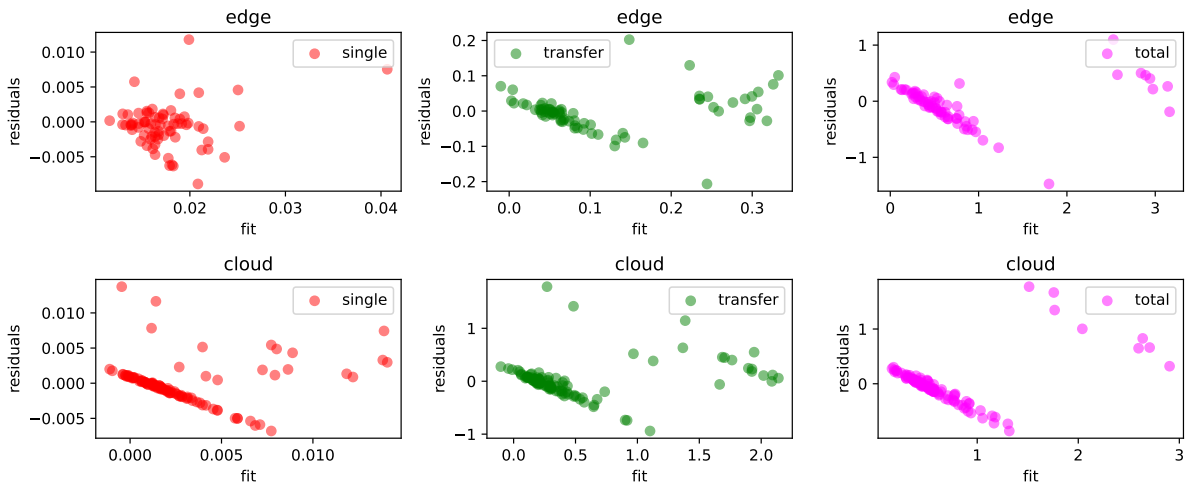 edge
single
0.010
0.005
0.000
−0.005
residuals
0.02
0.03
0.04
fit
edge
transfer
0.2
0.1
0.0
−0.1
−0.2
residuals
0.0
0.1
0.2
0.3
fit
edge
total
1
0
−1
residuals
0
1
2
3
fit
cloud
single
0.010
0.005
0.000
−0.005
residuals
0.000
0.005
0.010
fit
cloud
transfer
1
0
−1
residuals
0.0
0.5
1.0
1.5
2.0
fit
cloud
total
1
0
residuals
1
2
3
fit